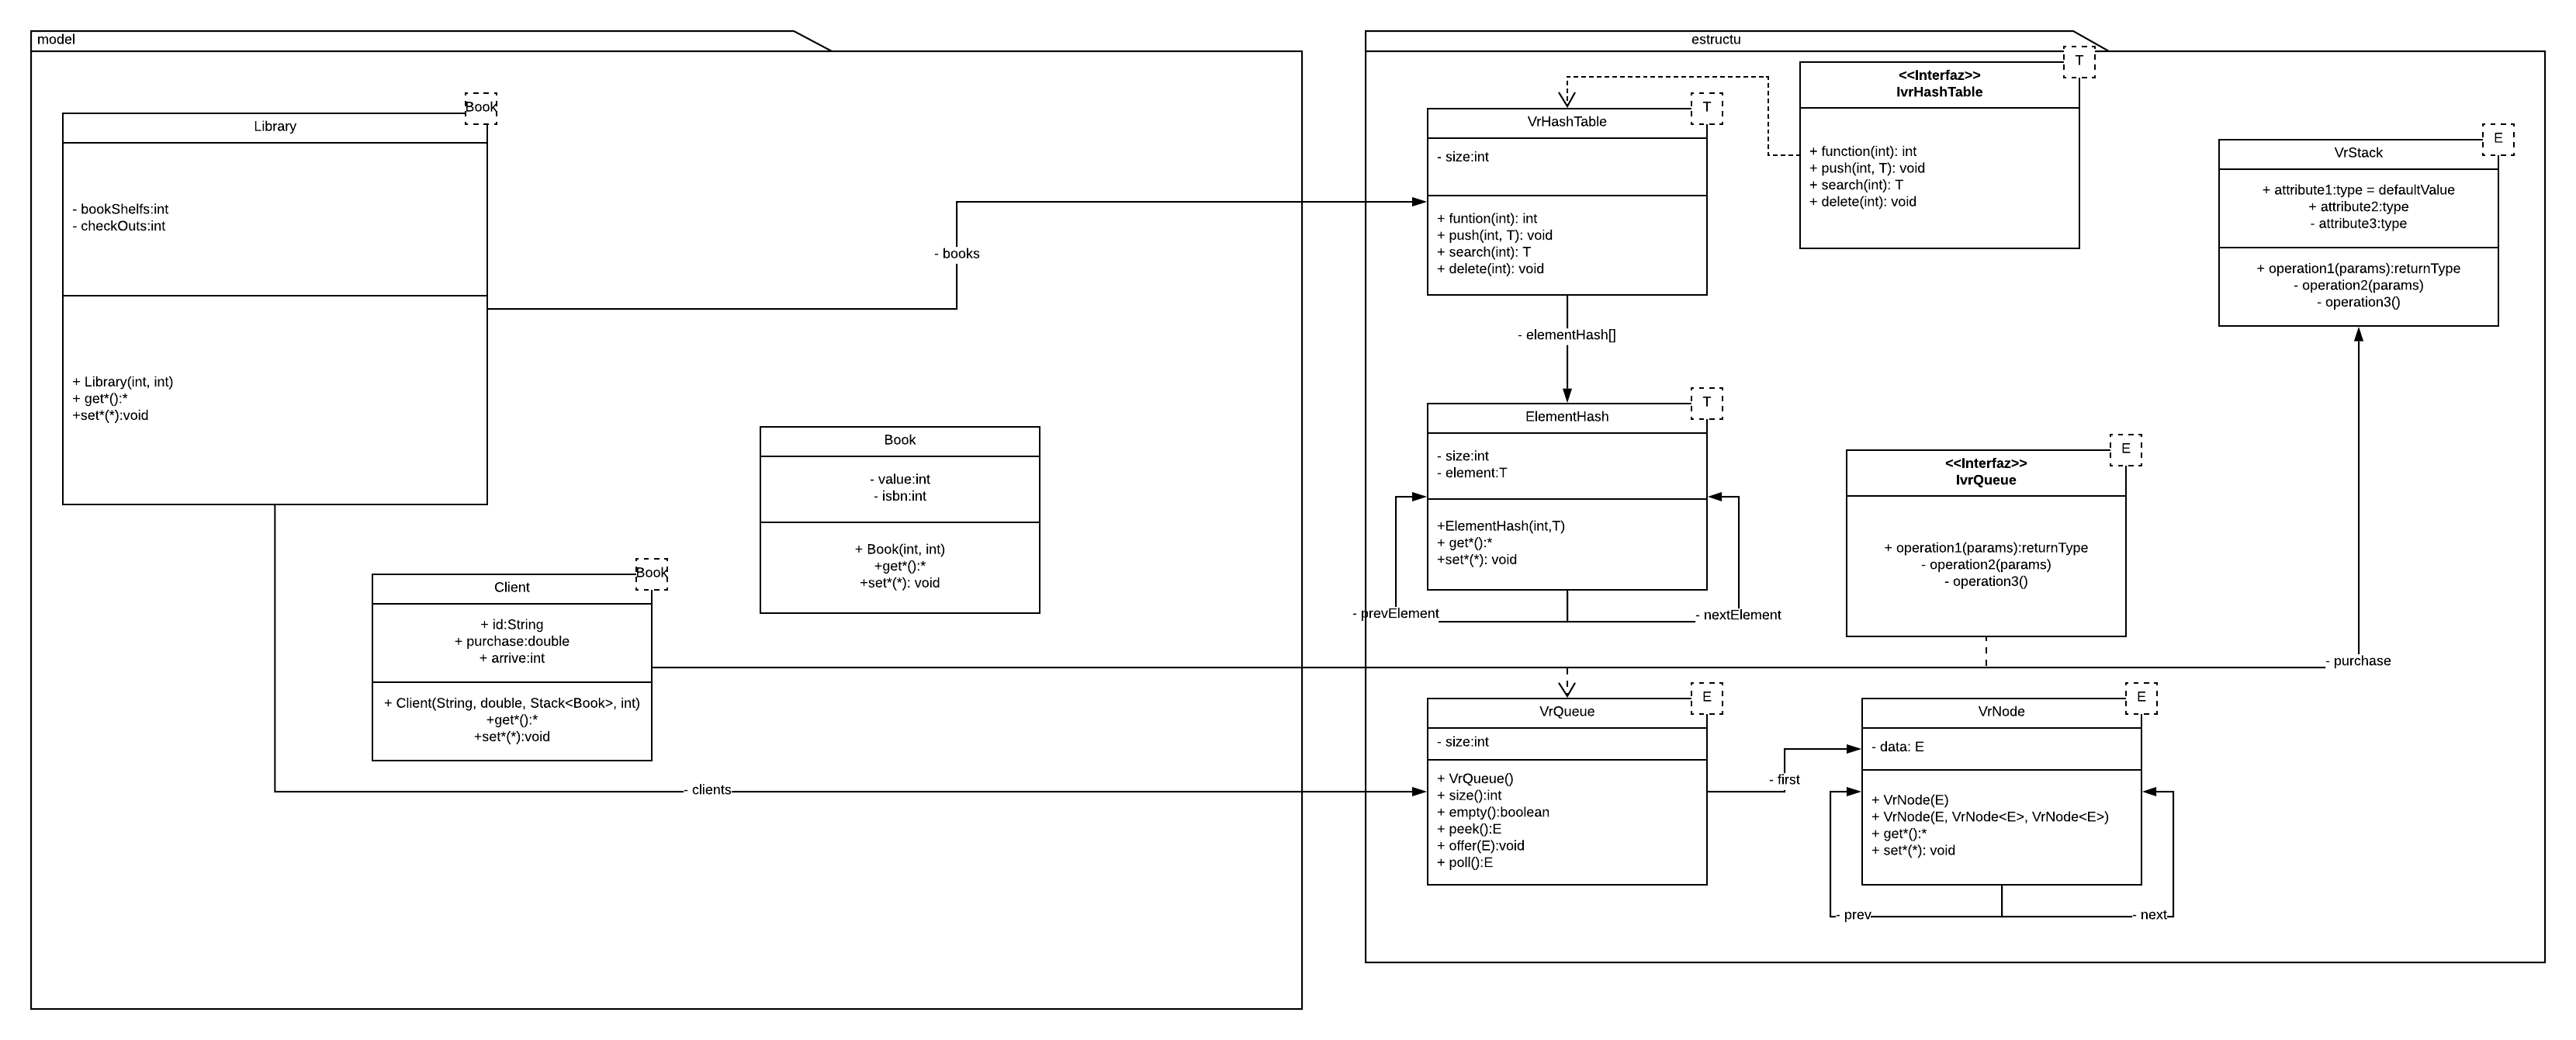 model
Book
Library
- bookShelfs:int
- checkOuts:int
+ Library(int, int)
+ get*():*
+set*(*):void
- books
Book
- value:int
- isbn:int
+ Book(int, int)
+get*():*
+set*(*): void
Book
Client
+ id:String
+ purchase:double
+ arrive:int
+ Client(String, double, Stack<Book>, int)
+get*():*
+set*(*):void
- clients
estructu
T
VrHashTable
- size:int
+ funtion(int): int
+ push(int, T): void
+ search(int): T
+ delete(int): void
T
<<Interfaz>>
IvrHashTable
+ function(int): int
+ push(int, T): void
+ search(int): T
+ delete(int): void
E
VrStack
+ attribute1:type = defaultValue
+ attribute2:type
- attribute3:type
+ operation1(params):returnType
- operation2(params)
- operation3()
- elementHash[]
T
ElementHash
- size:int
- element:T
+ElementHash(int,T)
+ get*():*
+set*(*): void
- prevElement
- nextElement
E
<<Interfaz>>
IvrQueue
+ operation1(params):returnType
- operation2(params)
- operation3()
- purchase
E
VrQueue
- size:int
+ VrQueue()
+ size():int
+ empty():boolean
+ peek():E
+ offer(E):void
+ poll():E
- first
E
VrNode
- data: E
+ VrNode(E)
+ VrNode(E, VrNode<E>, VrNode<E>)
+ get*():*
+ set*(*): void
- prev
- next